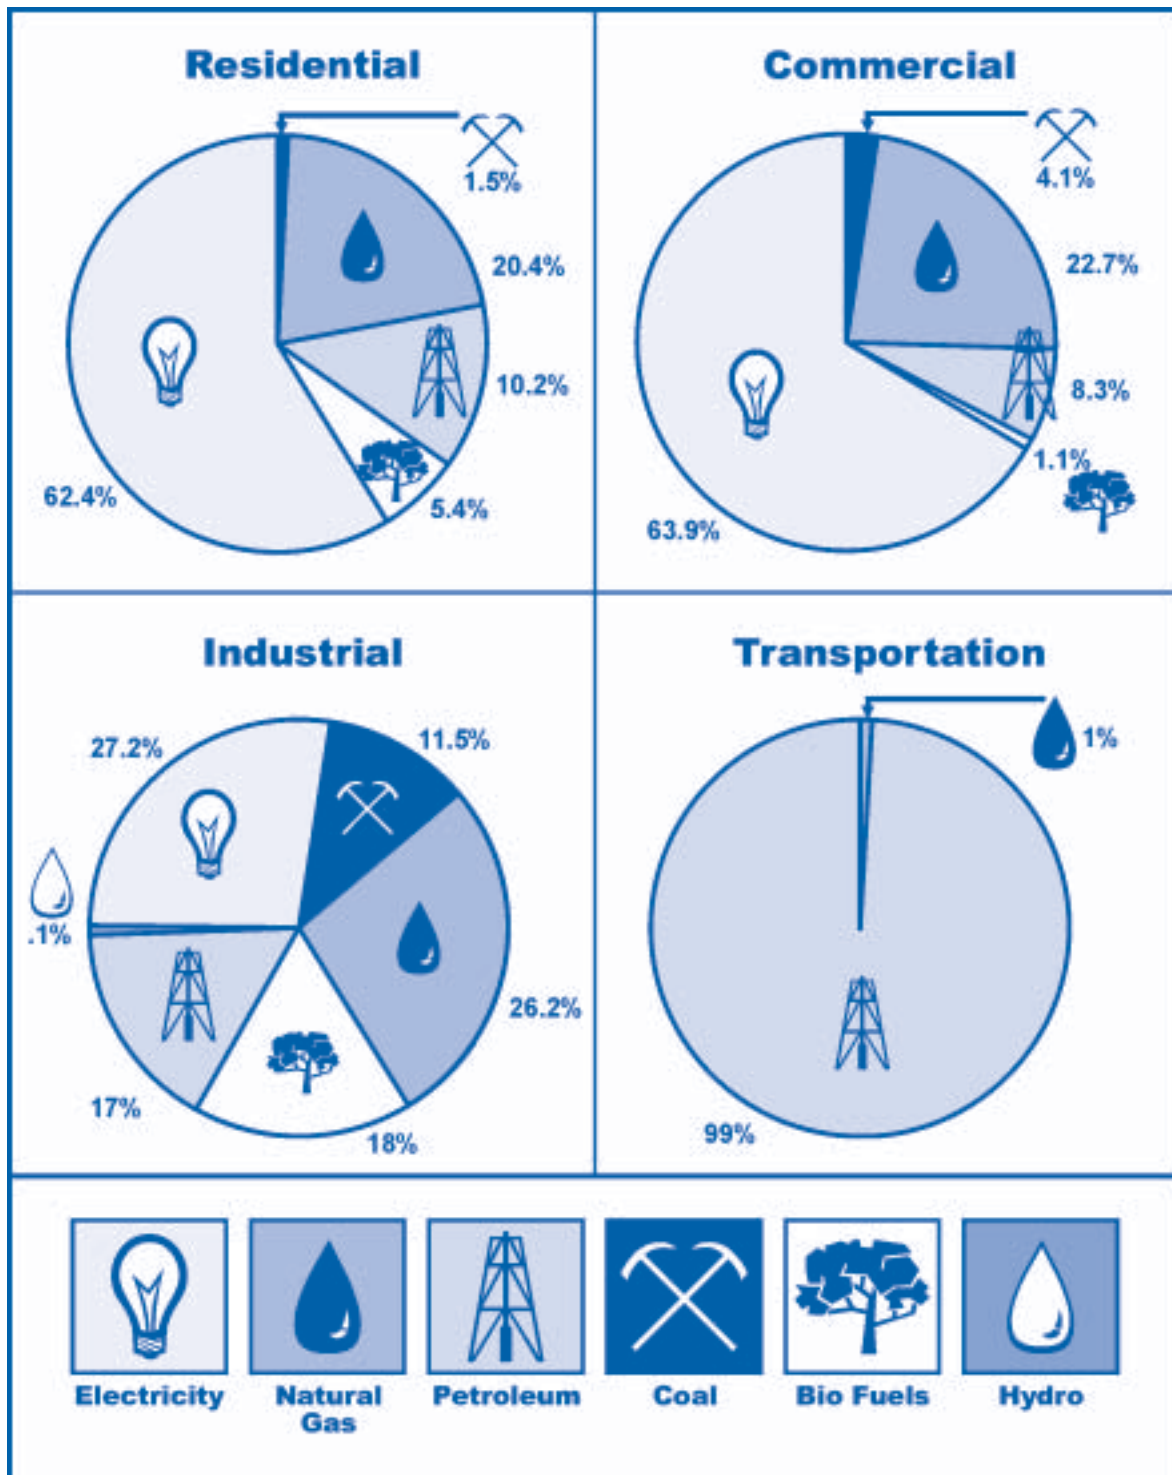 Residential
1.5%
20.4%
10.2%
5.4%
62.4%
Commercial
4.1%
22.7%
8.3%
1.1%
63.9%
Industrial
27.2%
11.5%
.1%
26.2%
17%
18%
Transportation
1%
99%
Electricity
Natural
Gas
Petroleum
Coal
Bio Fuels
Hydro